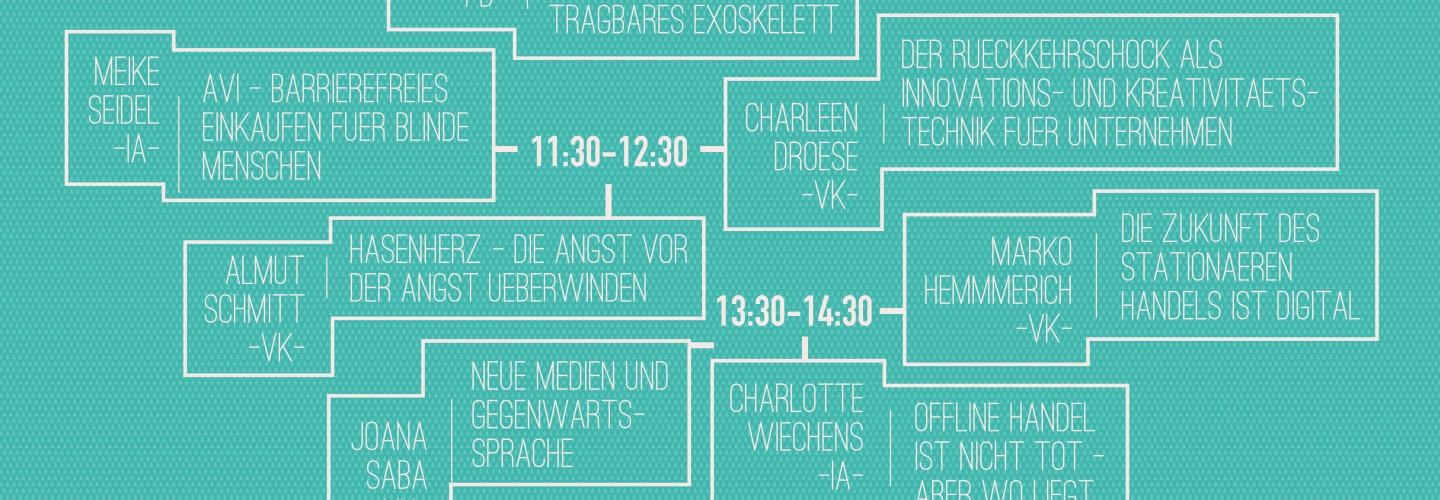 TRAGBARES EXOSKELETT
MEIKE
SEIDEL
-IA-
AVI - BARRIEREFREIES
EINKAUFEN FUER BLINDE
MENSCHEN
11:30-12:30
CHARLEEN
DROESE
-VK-
DER RUECKKEHRSCHOCK ALS
INNOVATIONS- UND KREATIVITAETS-
TECHNIK FUER UNTERNEHMEN
ALMUT
SCHMITT
-VK-
HASENHERZ - DIE ANGST VOR
DER ANGST UEBERWINDEN
13:30-14:30
MARKO
HEMMMERICH
-VK-
DIE ZUKUNFT DES
STATIONAEREN
HANDELS IST DIGITAL
JOANA
SABA
NEUE MEDIEN UND
GEGENWARTS-
SPRACHE
CHARLOTTE
WIECHENS
-IA-
OFFLINE HANDEL
IST NICHT TOT -
ABER WO LIEGT